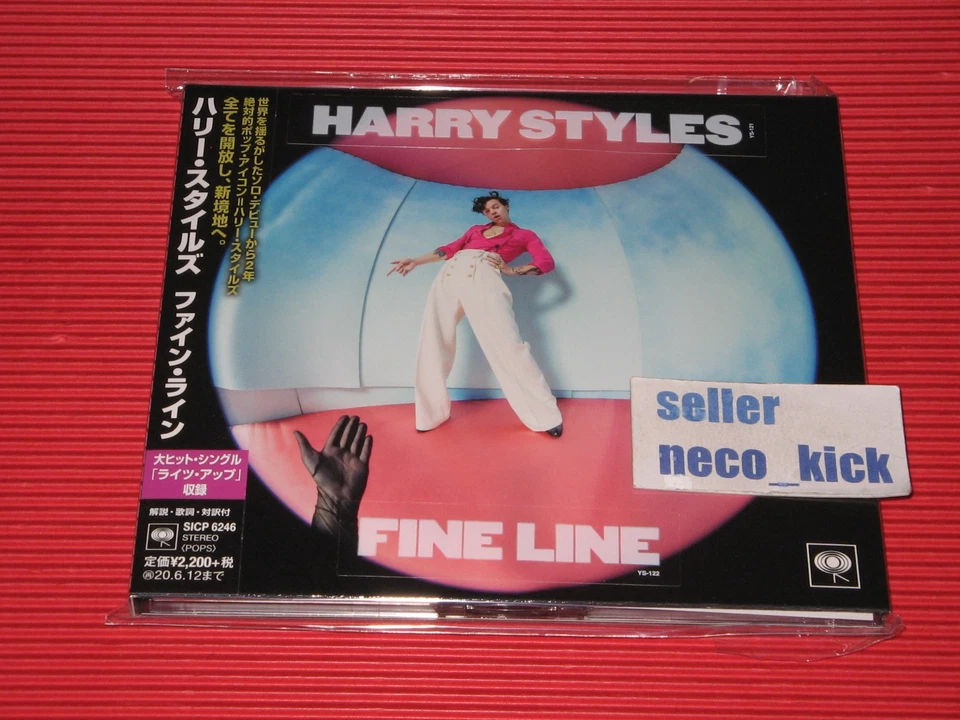 世界を揺るがしたソロ・デビューから2年
絶対的ポップ・アイコン=ハリー・スタイルズ
全てを開放し、新境地へ。
ハリー・スタイルズ ファイン・ライン
大ヒット・シングル
「ライツ・アップ」
収録
解説・歌詞・対訳付
SICP 6246
STEREO
〈POPS〉
定価¥2,200+税
Ⓗ20.6.12まで
HARRY STYLES
YS-121
seller
neco_kick
FINE LINE
YS-122